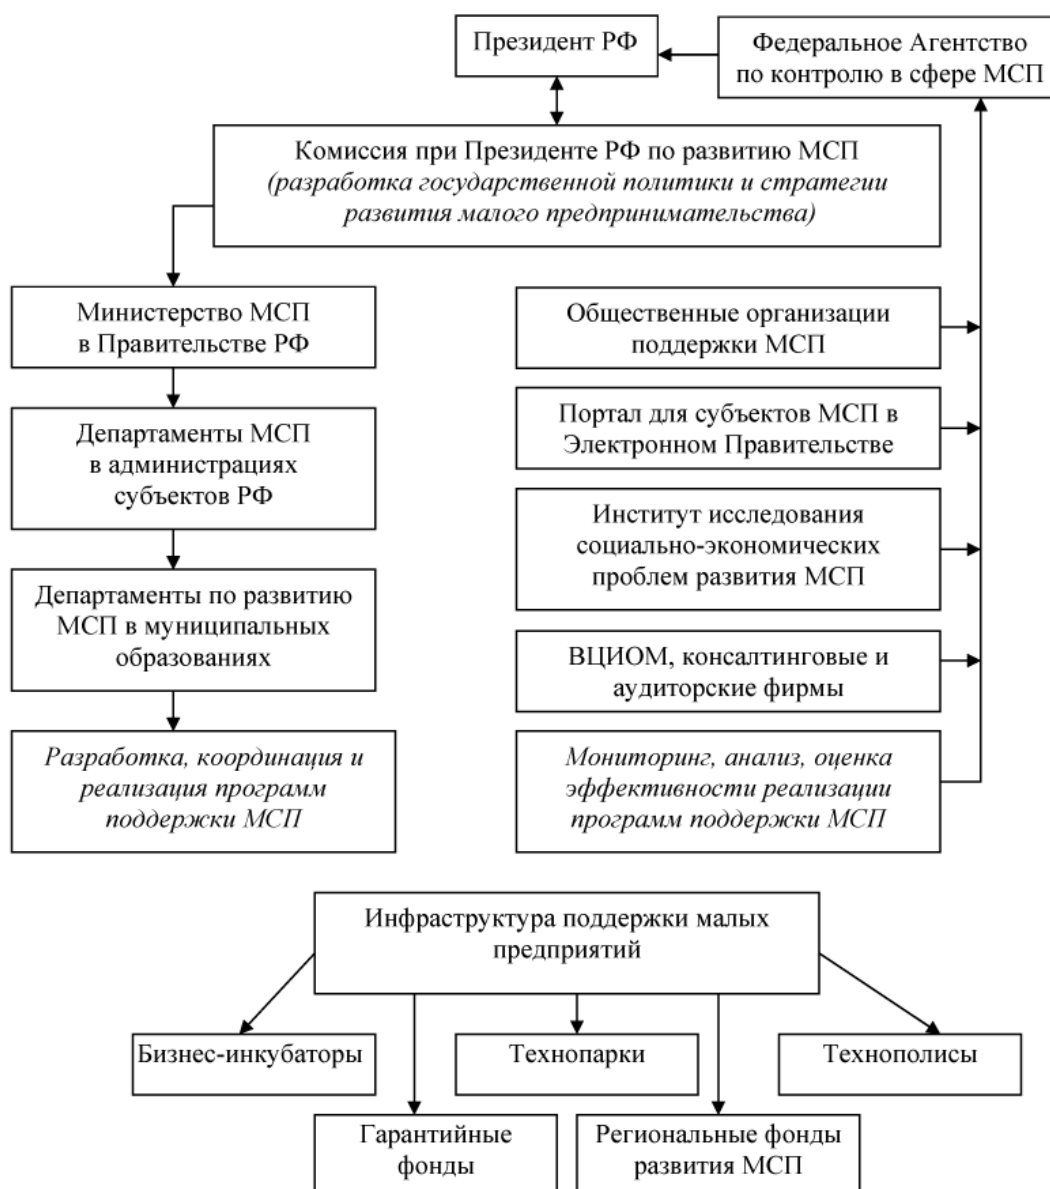 Президент РФ
Федеральное Агентство
по контролю в сфере МСП
Комиссия при Президенте РФ по развитию МСП
(разработка государственной политики и стратегии
развития малого предпринимательства)
Министерство МСП
в Правительстве РФ
Департаменты МСП
в администрациях
субъектов РФ
Департаменты по развитию
МСП в муниципальных
образованиях
Разработка, координация и
реализация программ
поддержки МСП
Общественные организации
поддержки МСП
Портал для субъектов МСП в
Электронном Правительстве
Институт исследования
социально-экономических
проблем развития МСП
ВЦИОМ, консалтинговые и
аудиторские фирмы
Мониторинг, анализ, оценка
эффективности реализации
программ поддержки МСП
Инфраструктура поддержки малых
предприятий
Бизнес-инкубаторы
Технопарки
Технополисы
Гарантийные
фонды
Региональные фонды
развития МСП